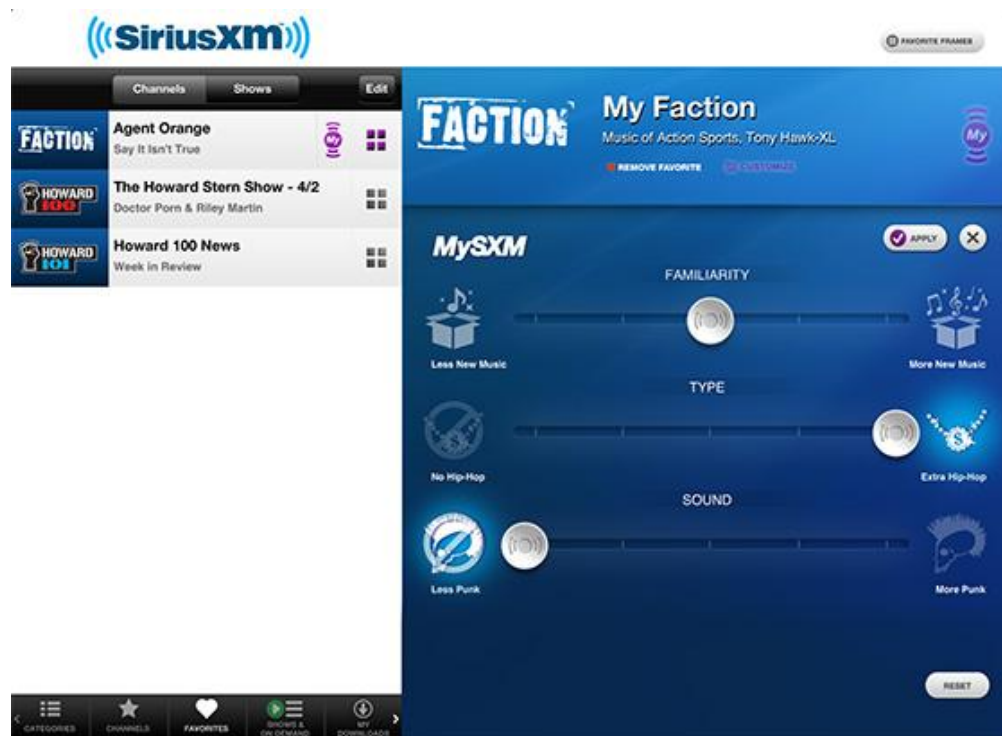 ((SiriusXM))
FAVORITE FRAMES
Channels
Shows
Edit
FACTION
Agent Orange
Say It Isn't True
My
HOWARD
100
The Howard Stern Show - 4/2
Doctor Porn & Riley Martin
HOWARD
101
Howard 100 News
Week in Review
FACTION
My Faction
Music of Action Sports, Tony Hawk-XL
REMOVE FAVORITE
CUSTOMIZE
My
MySXM
APPLY
FAMILIARITY
Less New Music
More New Music
TYPE
No Hip-Hop
Extra Hip-Hop
SOUND
Less Punk
More Punk
RESET
CATEGORIES
CHANNELS
FAVORITES
SHOWS &
ON DEMAND
MY
DOWNLOADS